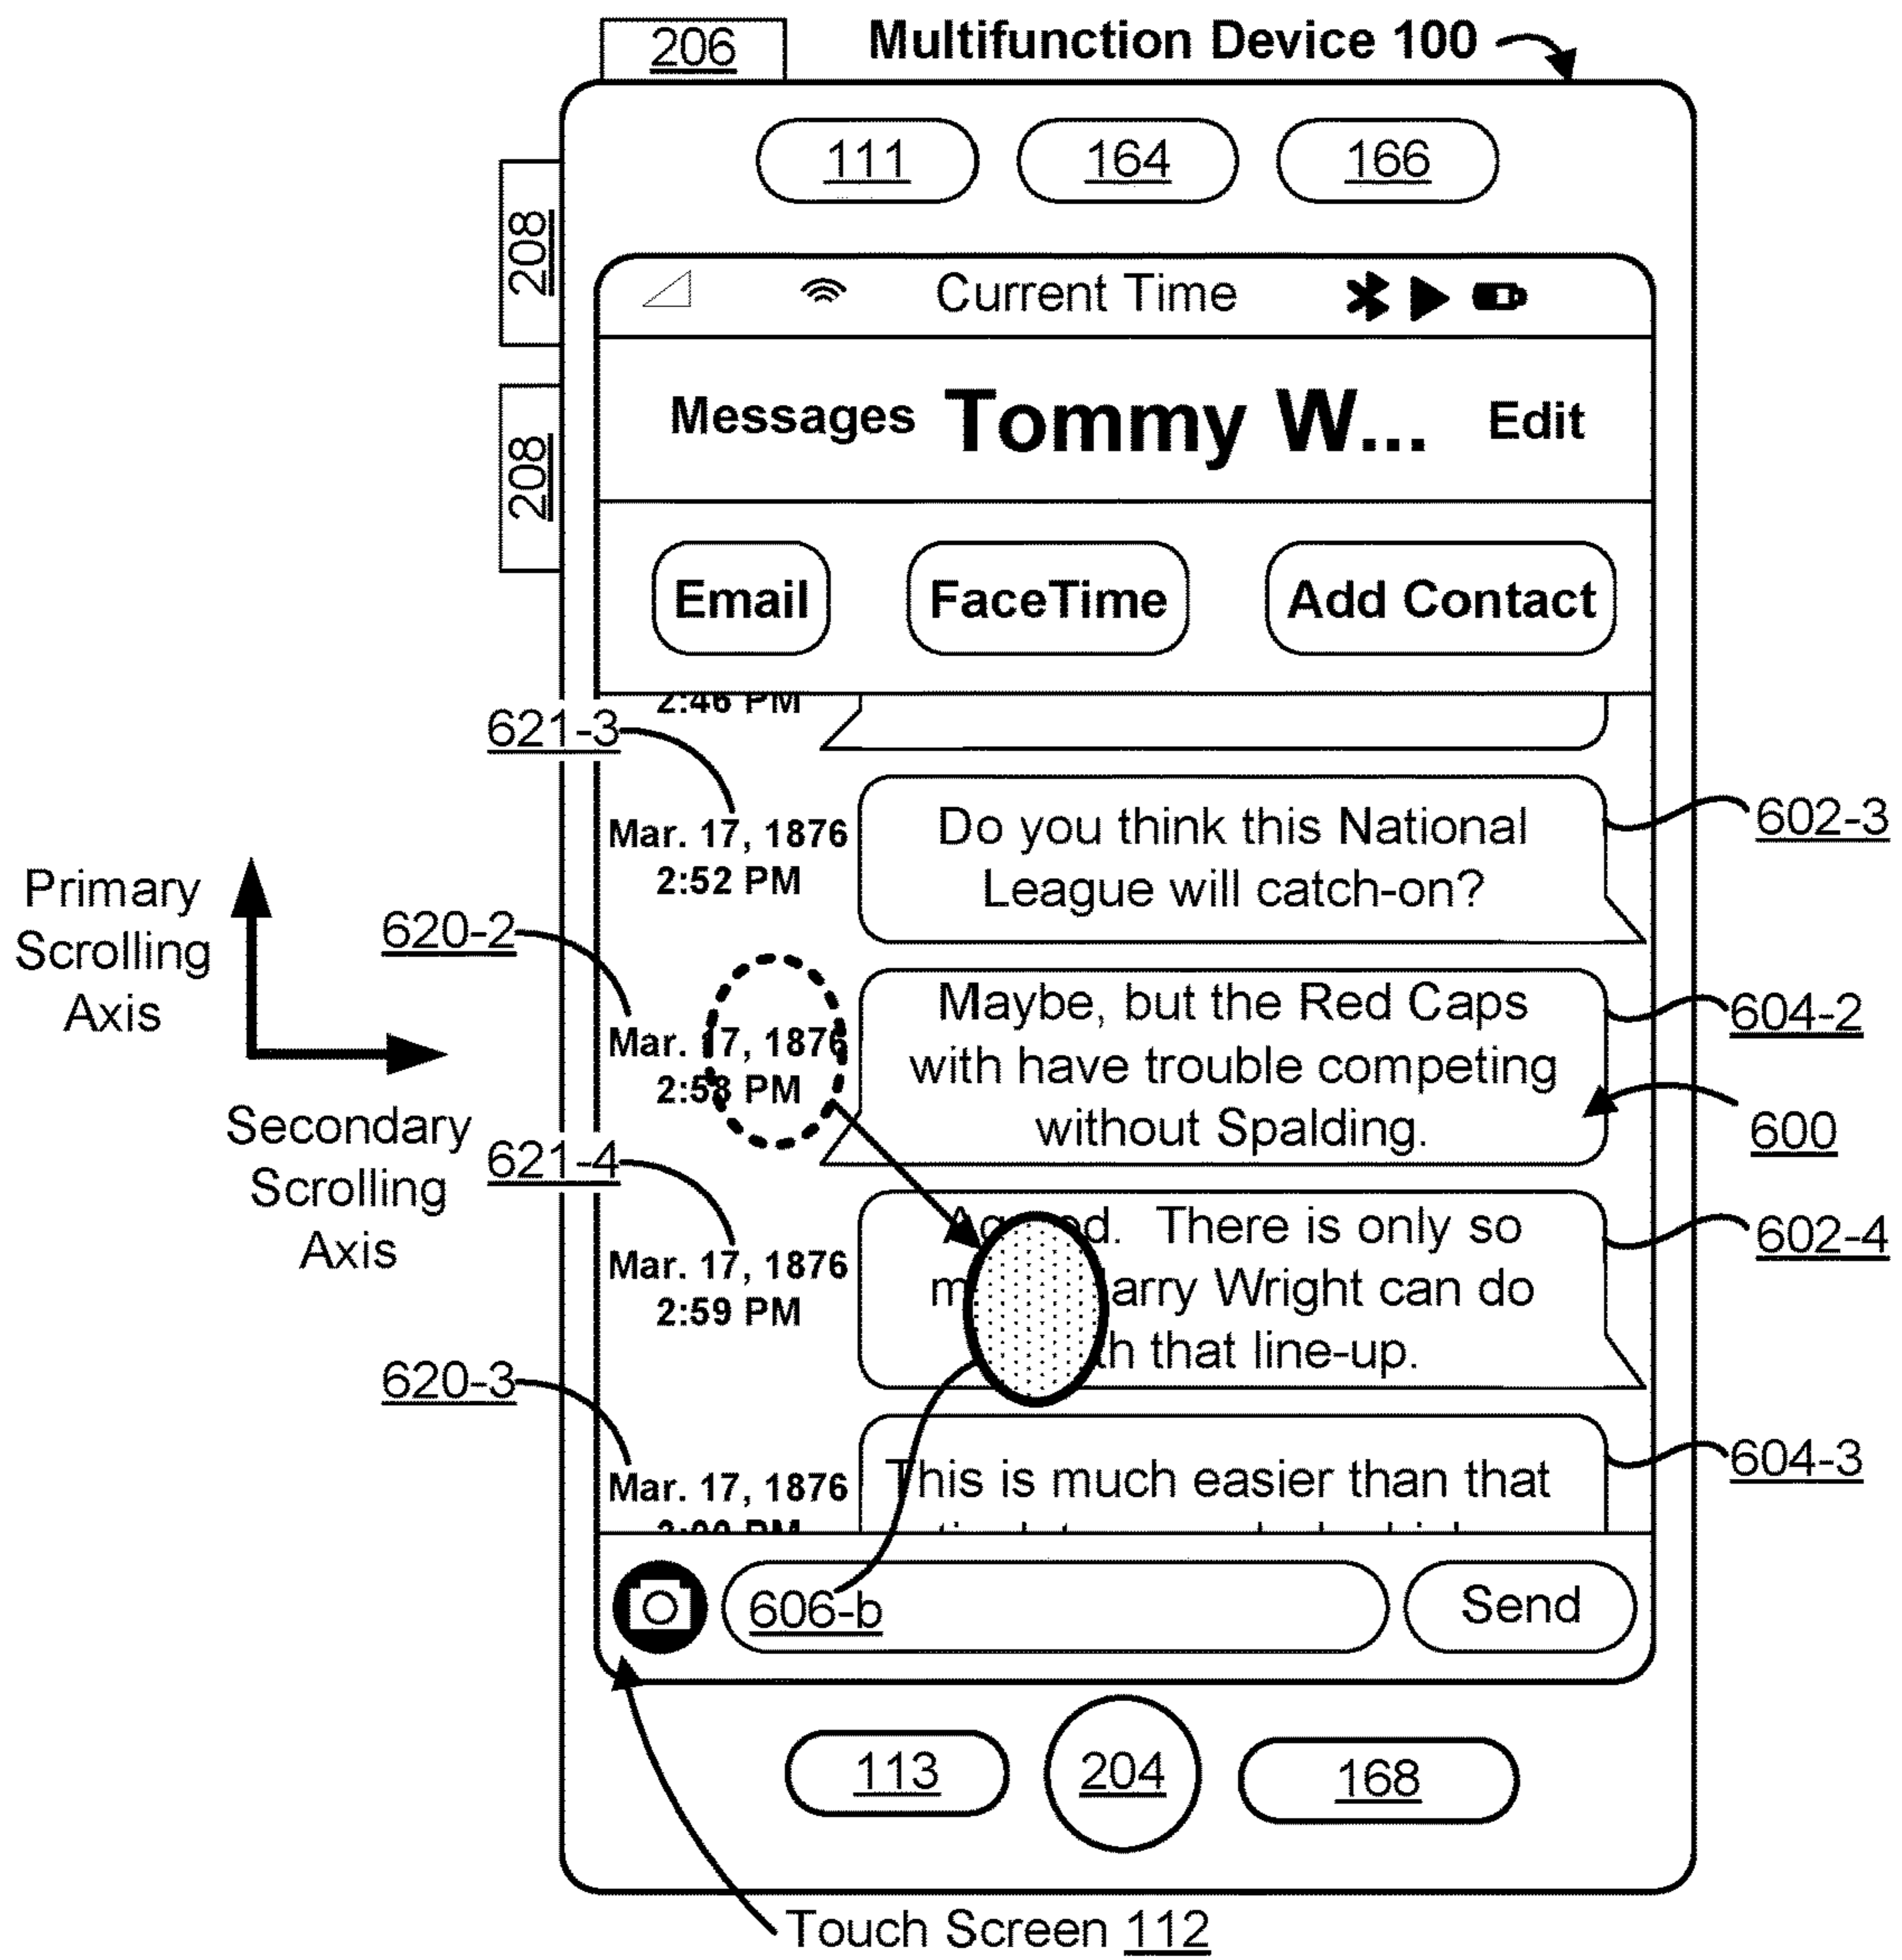 206
Multifunction Device 100
111
164
166
208
208
Current Time
Messages
Tommy W...
Edit
Email
FaceTime
Add Contact
2:46 PM
621-3
Mar. 17, 1876
2:52 PM
Do you think this National
League will catch-on?
602-3
Primary
Scrolling
Axis
Secondary
Scrolling
Axis
620-2
Mar. 17, 1876
2:58 PM
Maybe, but the Red Caps
with have trouble competing
without Spalding.
604-2
600
621-4
Mar. 17, 1876
2:59 PM
There is only so
Wright can do
that line-up.
602-4
620-3
Mar. 17, 1876
This is much easier than that
604-3
606-b
Send
113
204
168
Touch Screen 112